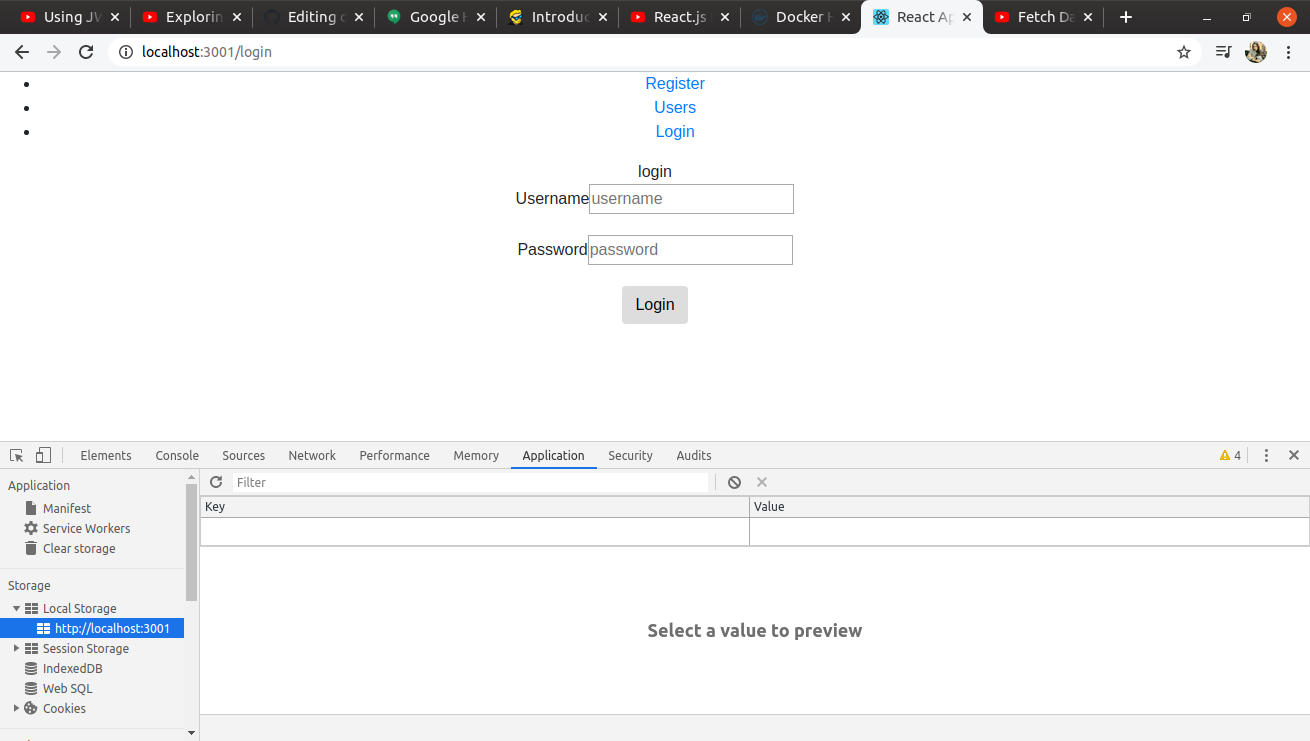 Using JV
Explorin
Editing
Google
Introduc
React.js
Docker
React Ap
Fetch Da
localhost:3001/login
Register
Users
Login
login
Username username
Password password
Login
Elements Console Sources Network Performance Memory Application Security Audits 4
Application
Filter
Key Value
Manifest
Service Workers
Clear storage
Storage
Local Storage
http://localhost:3001
Select a value to preview
Session Storage
IndexedDB
Web SQL
Cookies